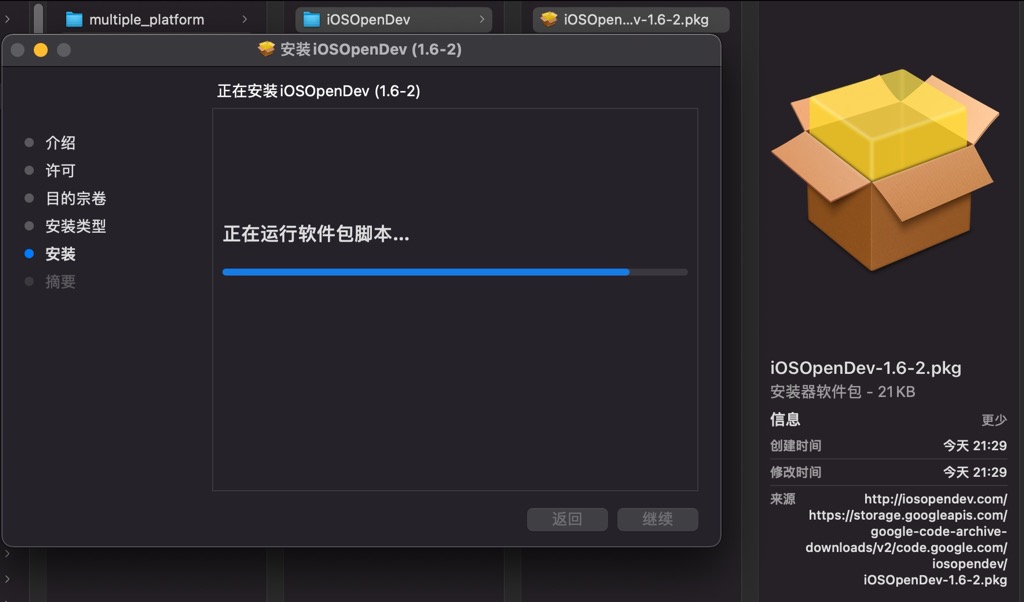 multiple_platform
iOSOpenDev
iOSOpen...v-1.6-2.pkg
安装iOSOpenDev (1.6-2)
正在安装iOSOpenDev (1.6-2)
介绍
许可
目的宗卷
安装类型
安装
摘要
正在运行软件包脚本...
返回
继续
iOSOpenDev-1.6-2.pkg
安装器软件包 - 21 KB
信息 更少
创建时间 今天 21:29
修改时间 今天 21:29
来源 http://iosopendev.com/
https://storage.googleapis.com/
google-code-archive-
downloads/v2/code.google.com/
iosopendev/
iOSOpenDev-1.6-2.pkg